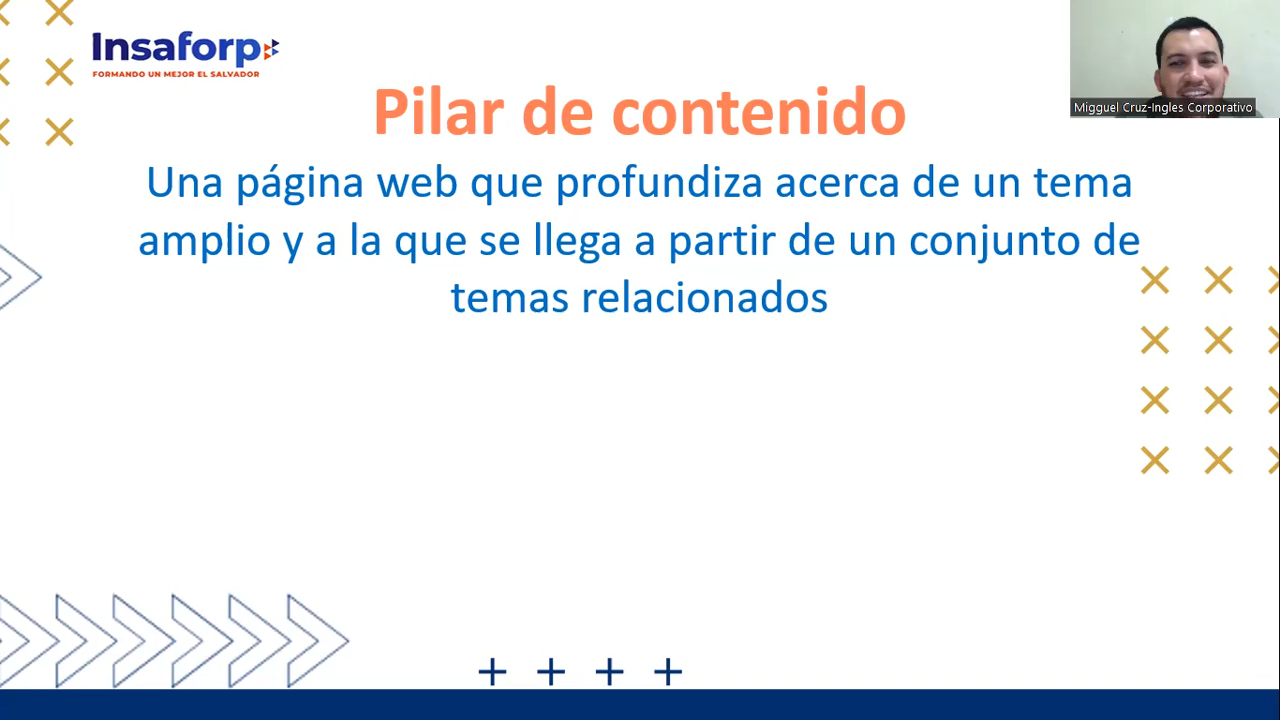 Insaforp
FORMANDO UN MEJOR EL SALVADOR
Migguel Cruz-Ingles Corporativo
Pilar de contenido
Una página web que profundiza acerca de un tema
amplio y a la que se llega a partir de un conjunto de
temas relacionados